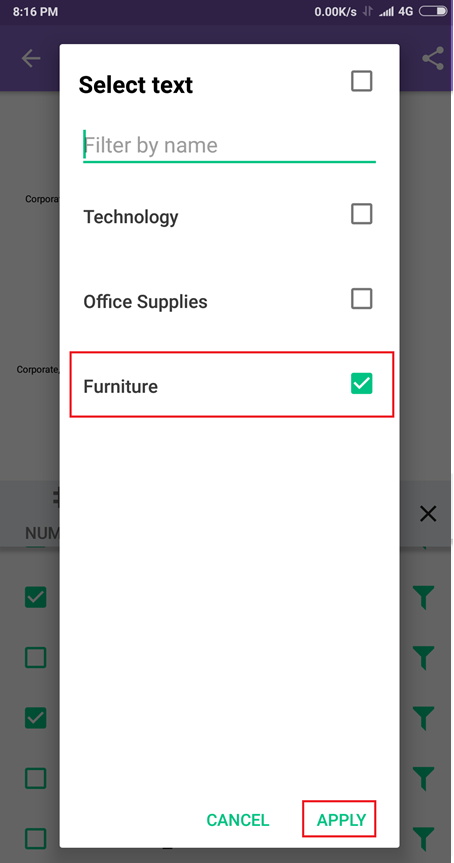 8:16 PM 0.00K/s 4G
Select text
Filter by name
Technology
Corpora
Office Supplies
Corporate,
Furniture
NUM
CANCEL APPLY